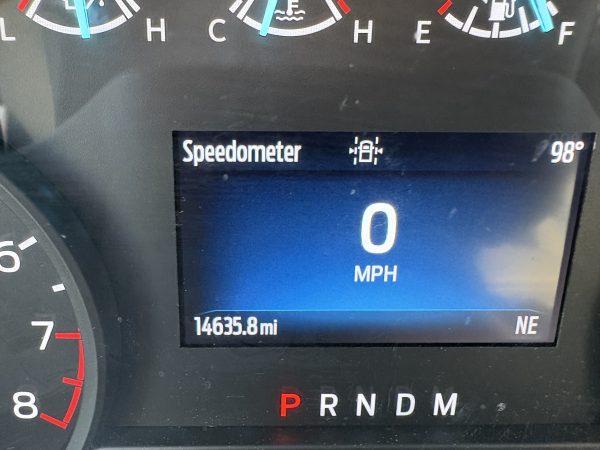 L H C H E F
Speedometer 98°
0
MPH
6
7
8
14635.8 mi NE
P R N D M